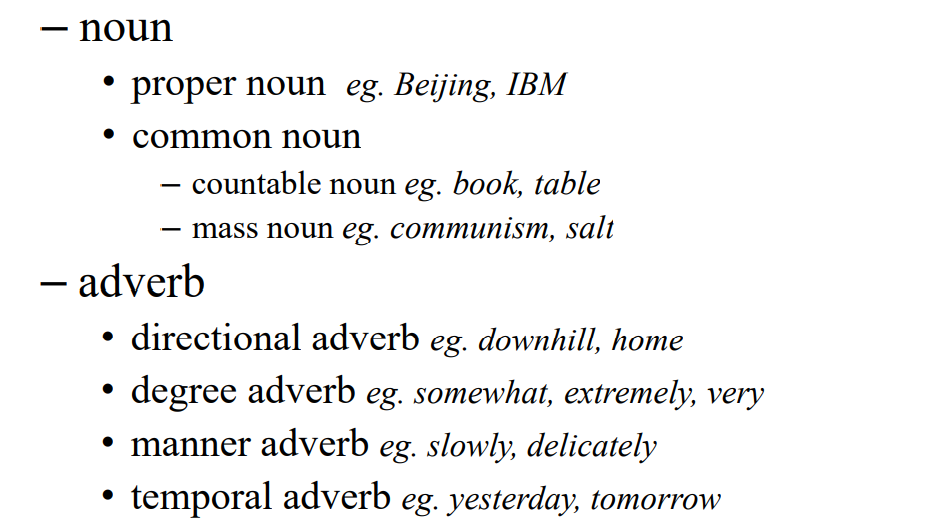 – noun
• proper noun eg. Beijing, IBM
• common noun
– countable noun eg. book, table
– mass noun eg. communism, salt
– adverb
• directional adverb eg. downhill, home
• degree adverb eg. somewhat, extremely, very
• manner adverb eg. slowly, delicately
• temporal adverb eg. yesterday, tomorrow